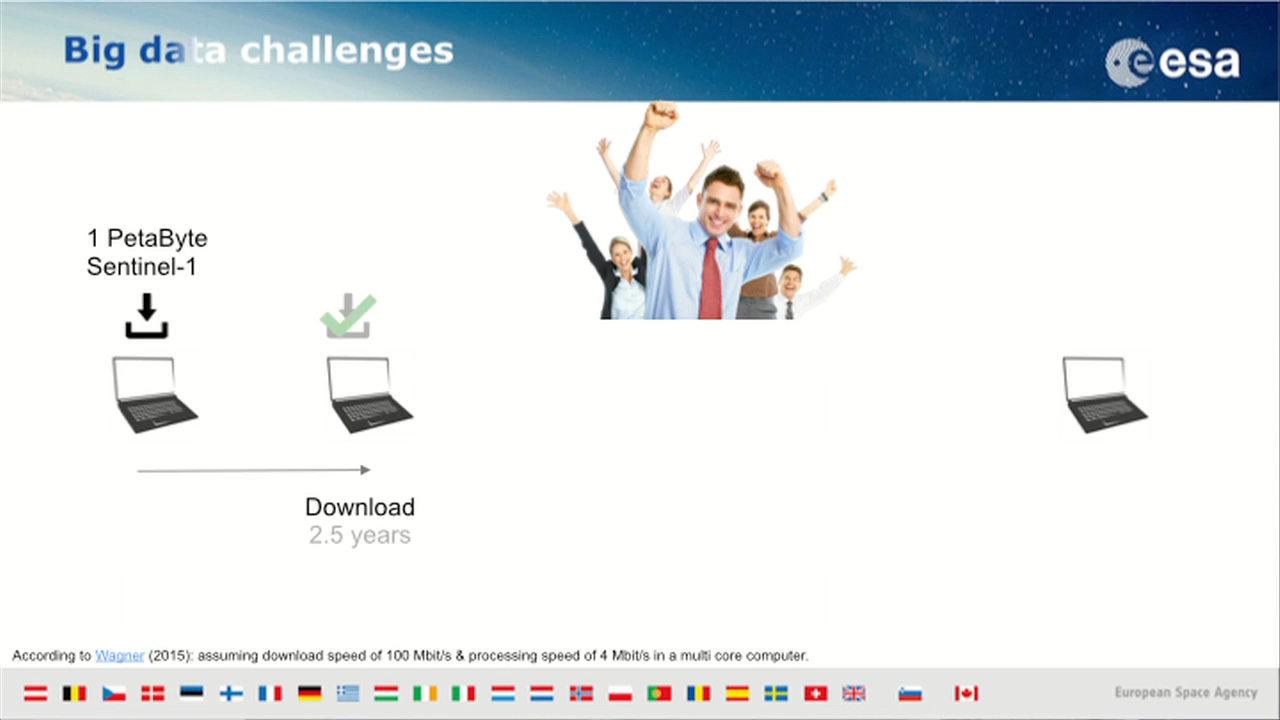 Big data challenges
esa
1 PetaByte
Sentinel-1
Download
2.5 years
According to Wagner (2015): assuming download speed of 100 Mbit/s & processing speed of 4 Mbit/s in a multi core computer.
European Space Agency